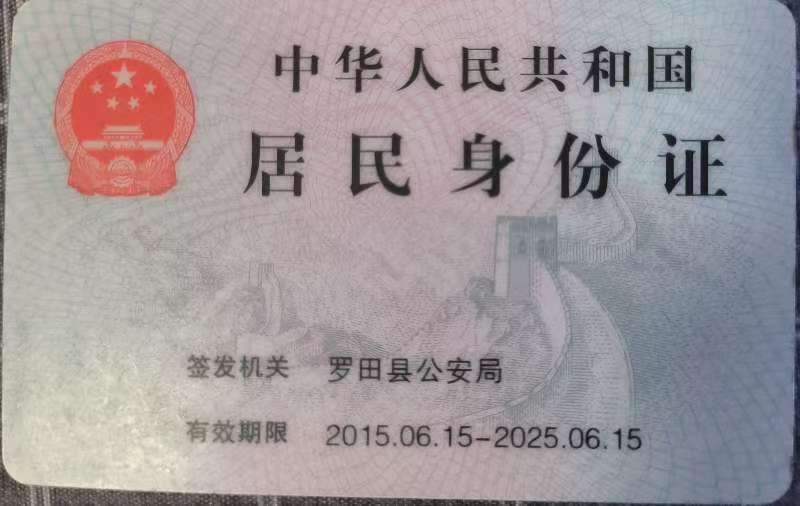 中华人民共和国
居民身份证
签发机关 罗田县公安局
有效期限 2015.06.15-2025.06.15